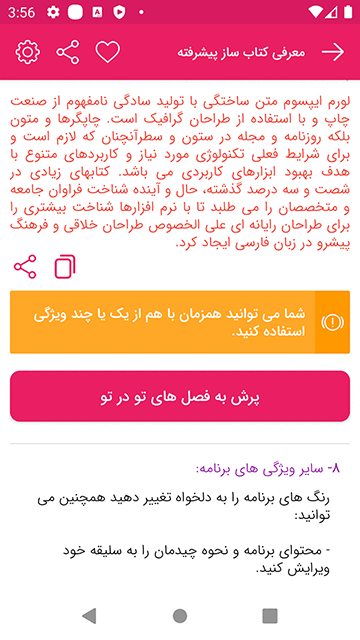 3:56
معرفی کتاب ساز پیشرفته
لورم ایپسوم متن ساختگی با تولید سادگی نامفهوم از صنعت
چاپ و با استفاده از طراحان گرافیک است. چاپگرها و متون
بلکه روزنامه و مجله در ستون و سطرآنچنان که لازم است و
برای شرایط فعلی تکنولوژی مورد نیاز و کاربردهای متنوع با
هدف بهبود ابزارهای کاربردی می باشد. کتابهای زیادی در
شصت و سه درصد گذشته، حال و آینده شناخت فراوان جامعه
و متخصصان را می طلبد تا با نرم افزارها شناخت بیشتری را
برای طراحان رایانه ای علی الخصوص طراحان خلاقی و فرهنگ
پیشرو در زبان فارسی ایجاد کرد.
شما می توانید همزمان با هم از یک یا چند ویژگی
استفاده کنید.
پرش به فصل های تو در تو
۸- سایر ویژگی های برنامه:
رنگ های برنامه را به دلخواه تغییر دهید همچنین می
توانید:
- محتوای برنامه و نحوه چیدمان را به سلیقه خود
ویرایش کنید.